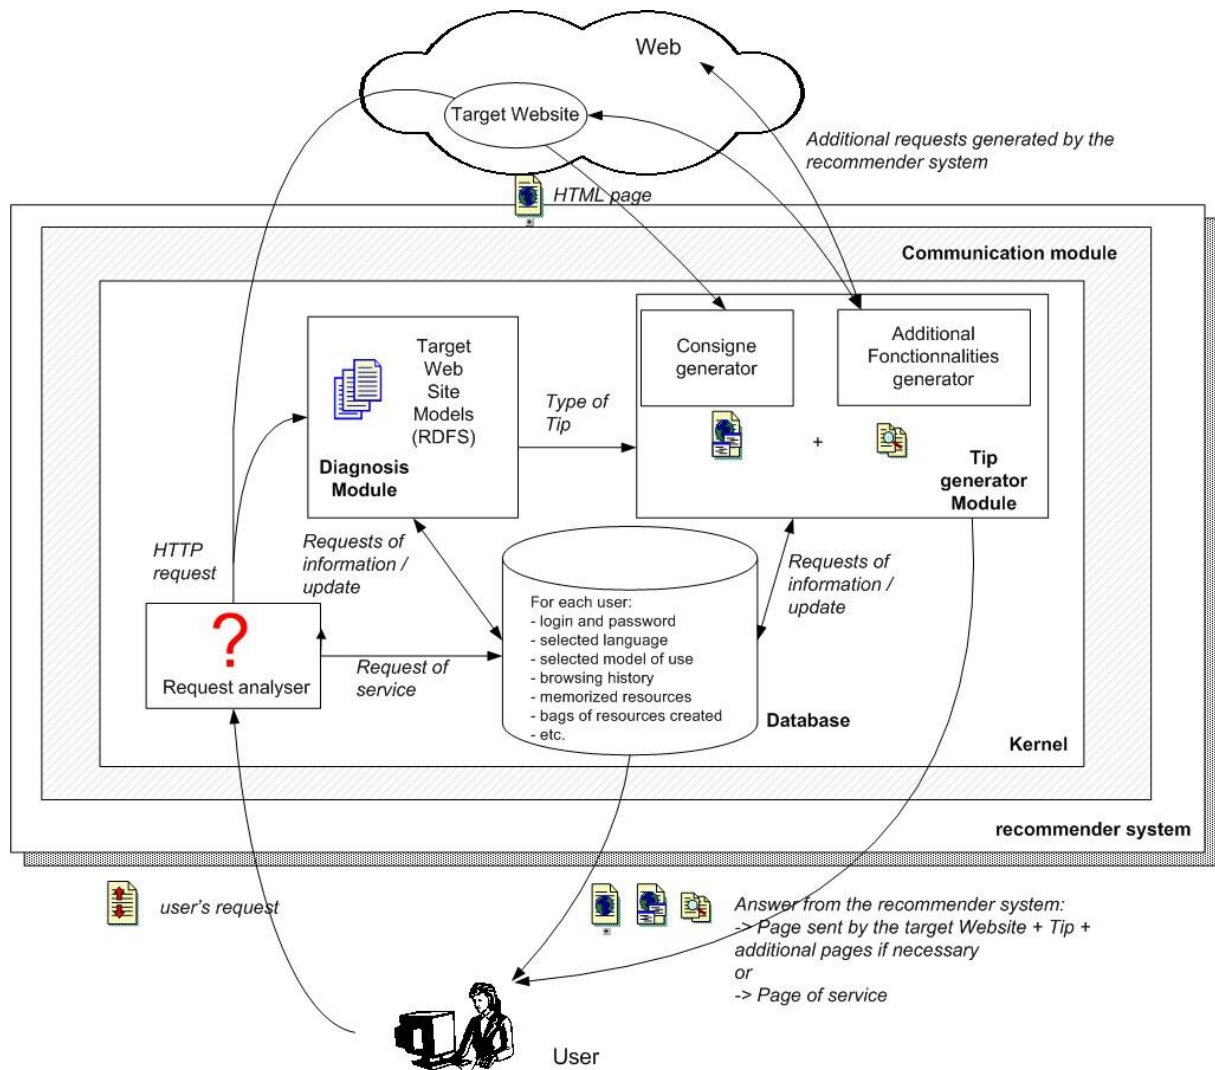 Web
Target Website
Additional requests generated by the
recommender system
HTML page
Communication module
Target
Web
Site
Models
(RDFS)
Diagnosis
Module
Type of
Tip
Consigne
generator
Additional
Fonctionnalities
generator
+
Tip
generator
Module
HTTP
request
Requests of
information /
update
Requests of
information /
update
?
Request analyser
Request of
service
For each user:
- login and password
- selected language
- selected model of use
- browsing history
- memorized resources
- bags of resources created
- etc.
Database
Kernel
recommender system
user's request
Answer from the recommender system:
-> Page sent by the target Website + Tip +
additional pages if necessary
or
-> Page of service
User